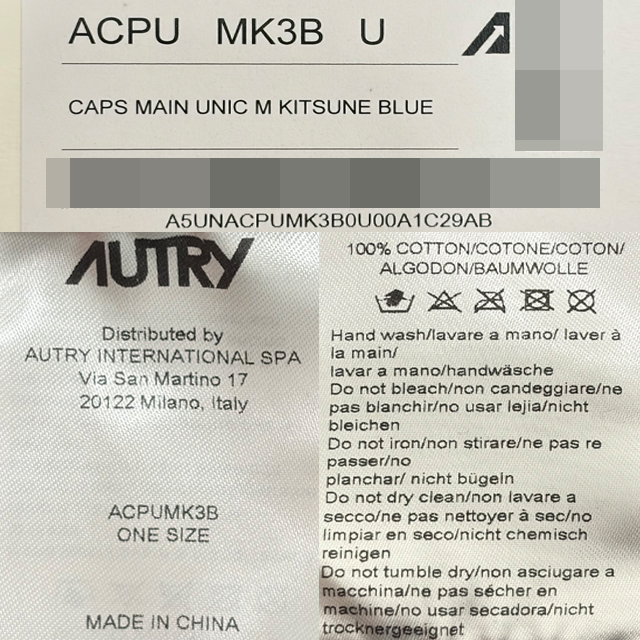 ACPU MK3B U
CAPS MAIN UNIC M KITSUNE BLUE
A5UNACPUMK3B0U00A1C29AB
AUTRY
Distributed by
AUTRY INTERNATIONAL SPA
Via San Martino 17
20122 Milano, Italy
ACPUMK3B
ONE SIZE
MADE IN CHINA
100% COTTON/COTONE/COTON/
ALGODON/BAUMWOLLE
Hand wash/lavare a mano/ laver à
la main/
lavar a mano/handwäsche
Do not bleach/non candeggiare/ne
pas blanchir/no usar lejia/nicht
bleichen
Do not iron/non stirare/ne pas re
passer/no
planchar/ nicht bügeln
Do not dry clean/non lavare a
secco/ne pas nettoyer à sec/no
limpiar en seco/nicht chemisch
reinigen
Do not tumble dry/non asciugare a
macchina/ne pas sécher en
machine/no usar secadora/nicht
trocknergeeignet